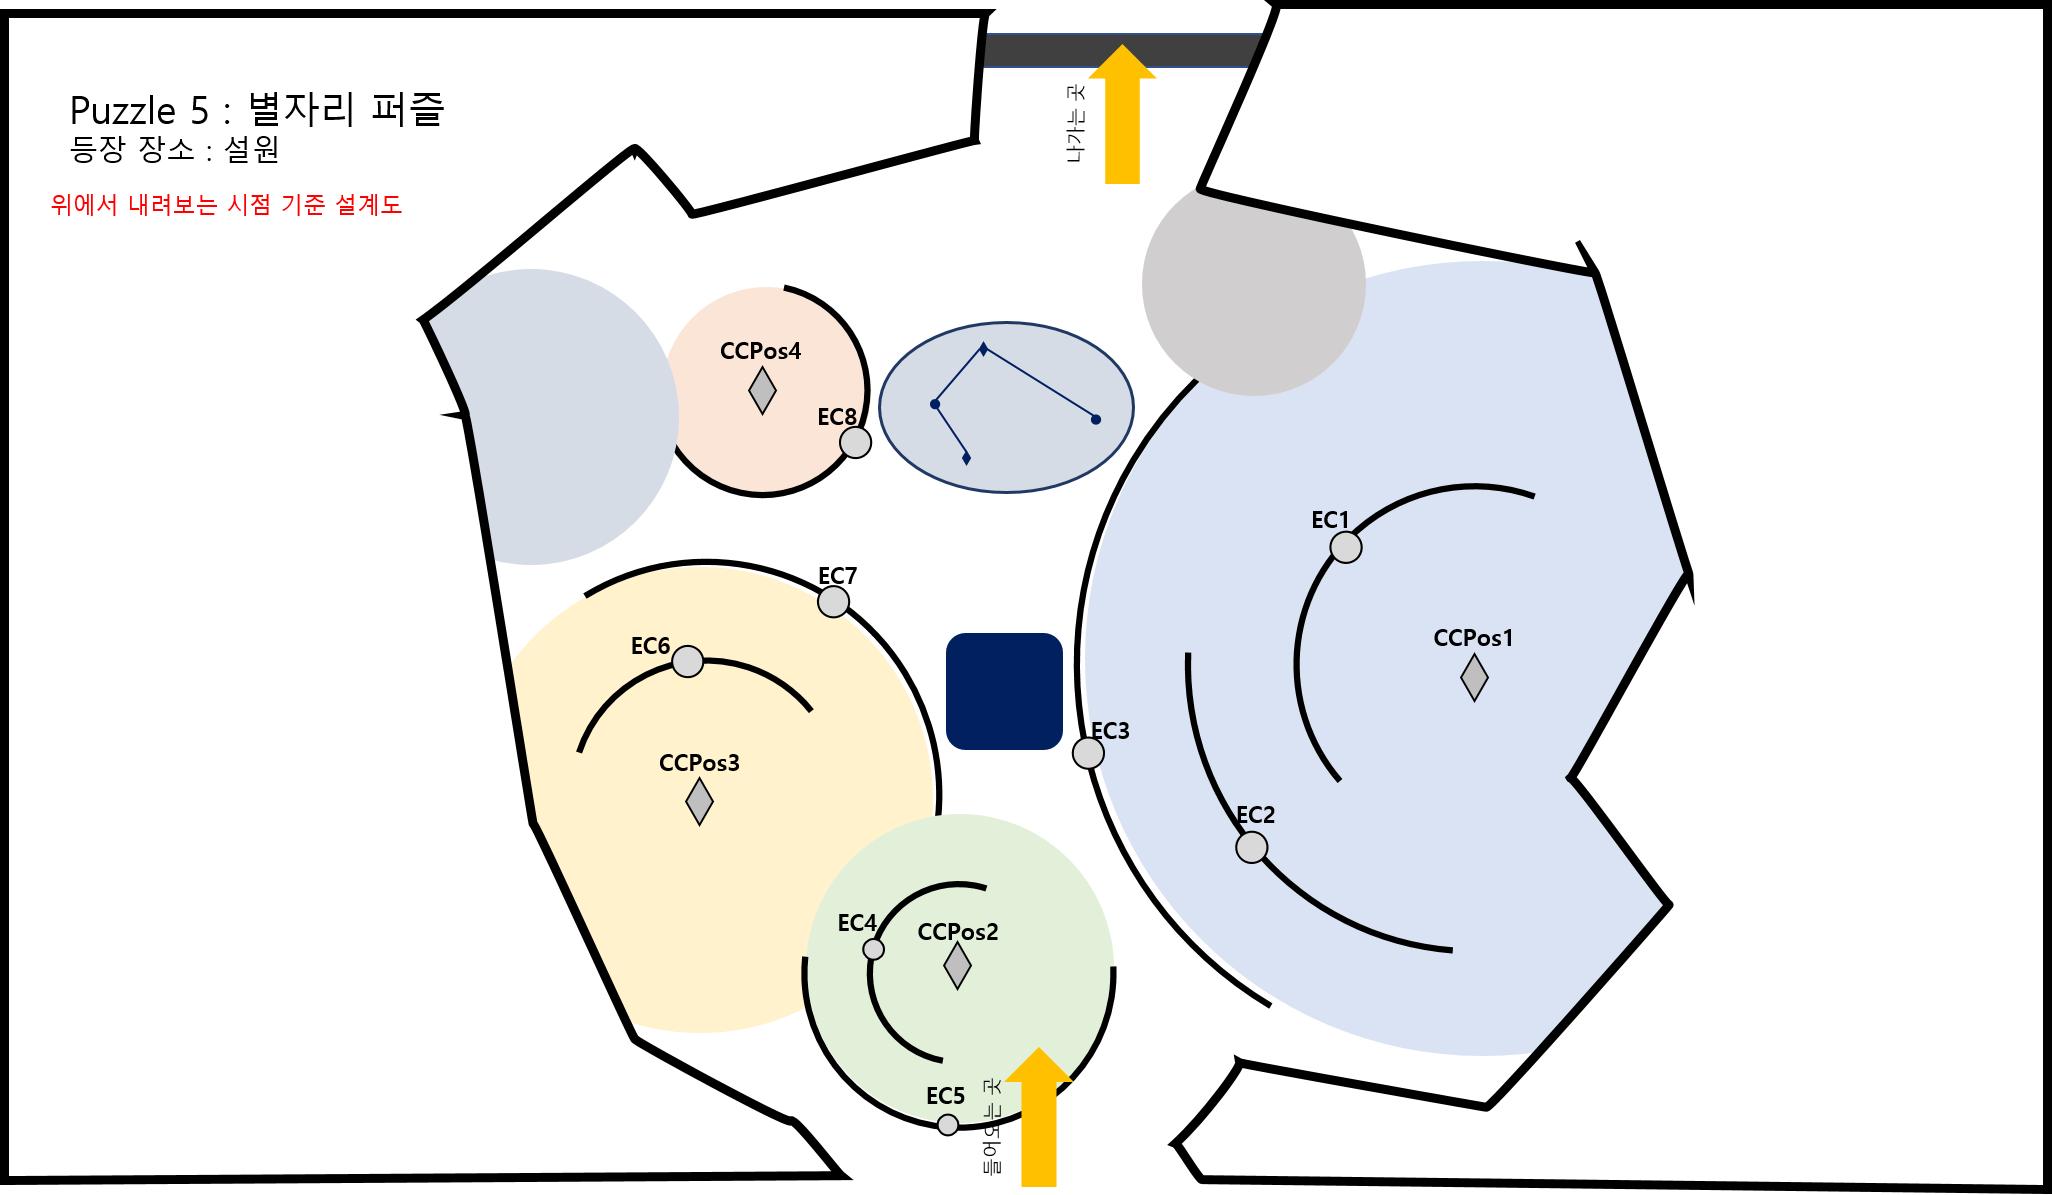 Puzzle 5 : 별자리 퍼즐
등장 장소 : 설원
위에서 내려보는 시점 기준 설계도
나가는 곳
CCPos4
EC8
EC1
EC7
EC6
CCPos1
EC3
CCPos3
EC2
EC4
CCPos2
EC5
들어오는 곳